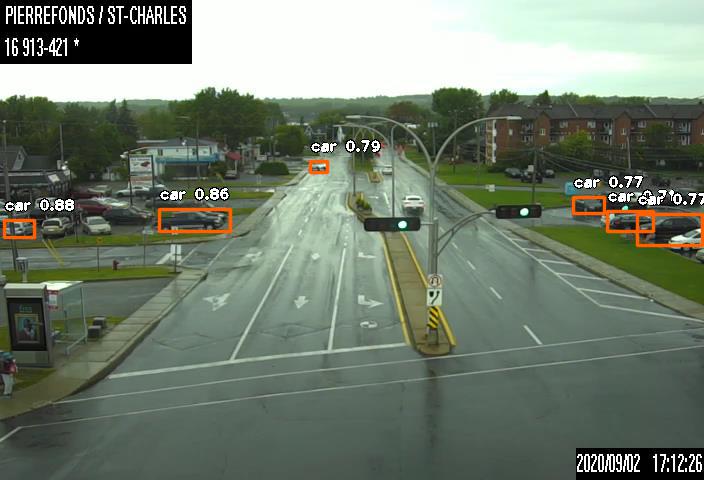 PIERREFONDS / ST-CHARLES
16 913-421 *
car 0.79
car 0.77
car 0.86
car 0.77
car 0.88
2020/09/02 17:12:26